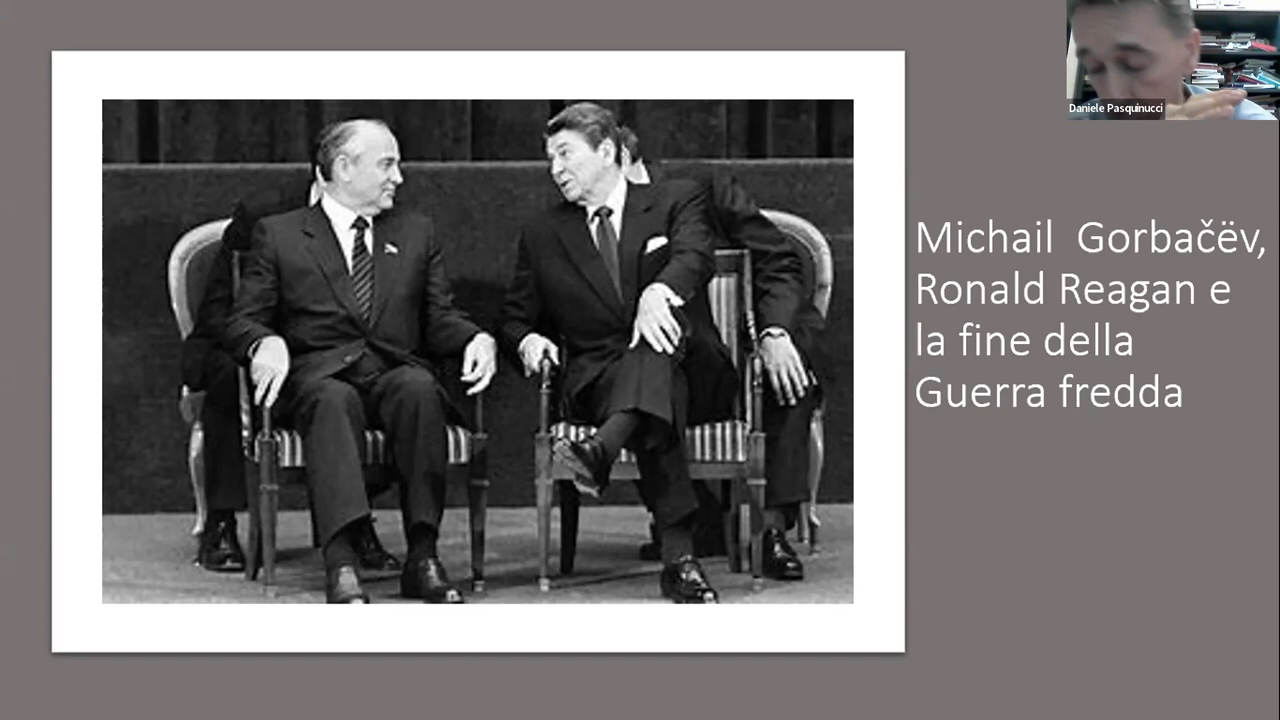 Daniele Pasquinucci
Michail Gorbačëv,
Ronald Reagan e
la fine della
Guerra fredda